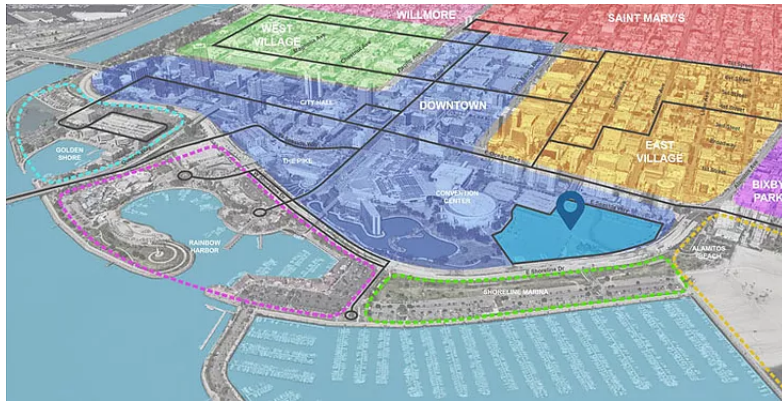 WILLMORE
SAINT MARY'S
WEST
VILLAGE
CITY HALL
DOWNTOWN
GOLDEN
SHORE
THE PIKE
EAST
VILLAGE
CONVENTION
CENTER
BIXBY
PARK
RAINBOW
HARBOR
ALAMITOS
BEACH
E Shoreline Dr
SHORELINE MARINA